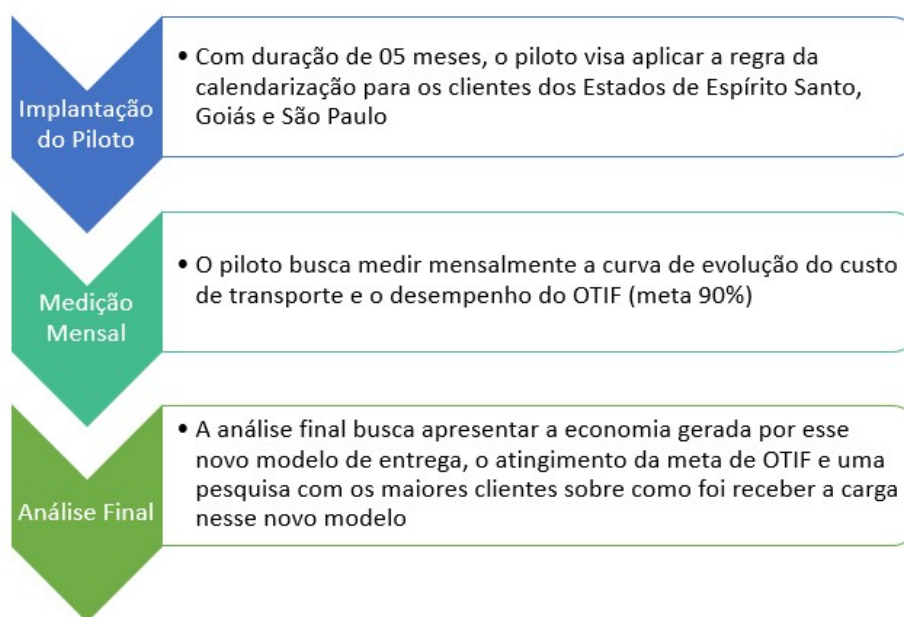 Implantação
do Piloto
• Com duração de 05 meses, o piloto visa aplicar a regra da
calendarização para os clientes dos Estados de Espírito Santo,
Goiás e São Paulo
Medição
Mensal
• O piloto busca medir mensalmente a curva de evolução do custo
de transporte e o desempenho do OTIF (meta 90%)
Análise Final
• A análise final busca apresentar a economia gerada por esse
novo modelo de entrega, o atingimento da meta de OTIF e uma
pesquisa com os maiores clientes sobre como foi receber a carga
nesse novo modelo